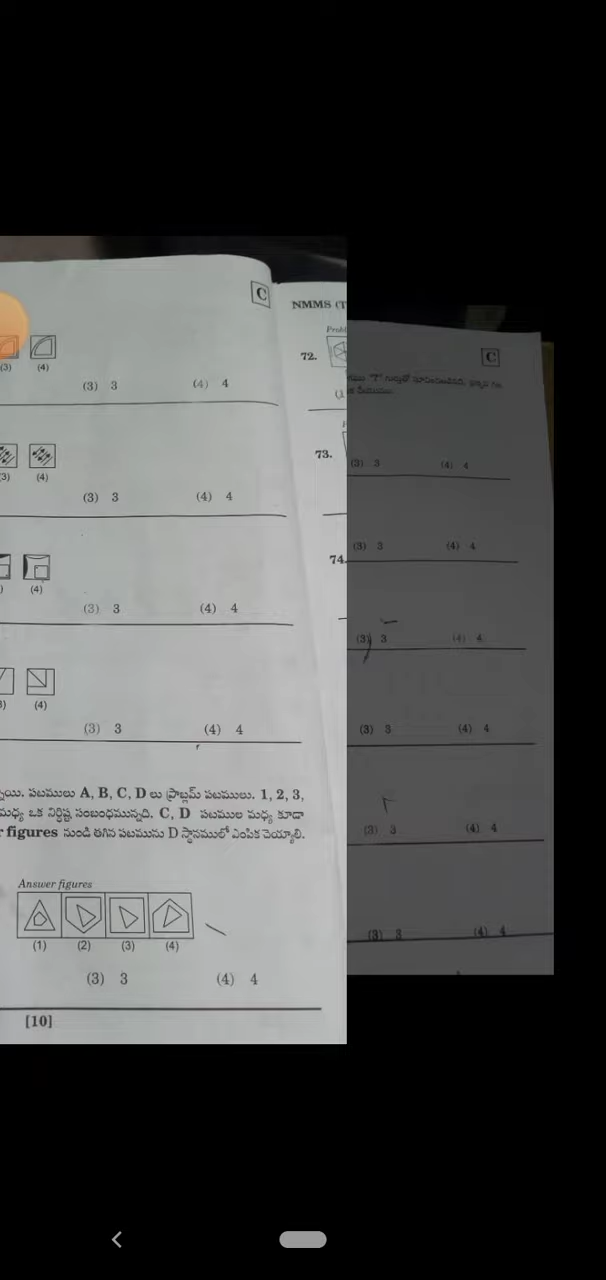 C
NMMS (T
72.
(3) (4)
(3) 3 (4) 4
73.
(4)
(3) 3 (4) 4
74.
(4)
(3) 3 (4) 4
(4)
(3) 3 (4) 4
పటములు A, B, C, D లు ప్రాబ్లమ్ పటములు. 1, 2, 3,
మధ్య ఒక నిర్ధిష్ట సంబంధమున్నది. C, D పటముల మధ్య కూడా
figures నుండి తగిన పటమును D స్థానములో ఎంపిక చెయ్యాలి.
Answer figures
(1) (2) (3) (4)
(3) 3 (4) 4
[10]
C
(3) 3 (4) 4
(3) 3 (4) 4
(3) 3 (4) 4
(3) 3 (4) 4
(3) 3 (4) 4
(3) 3 (4) 4